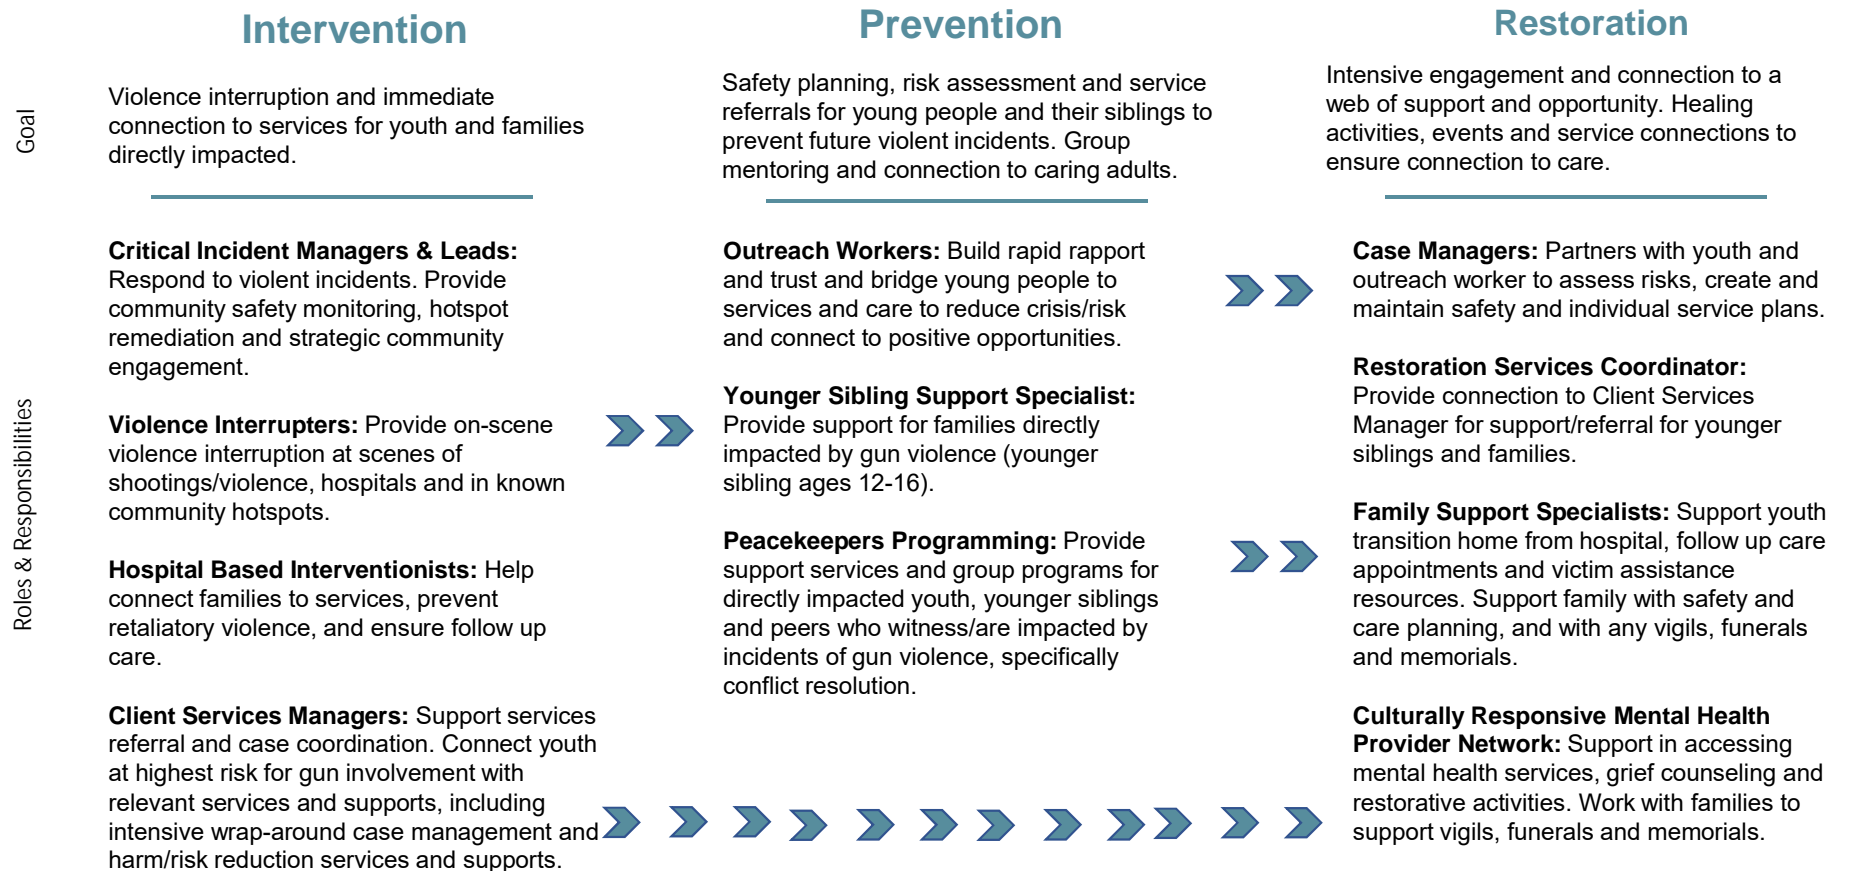 Intervention
Prevention
Restoration
Goal
Violence interruption and immediate
connection to services for youth and families
directly impacted.
Safety planning, risk assessment and service
referrals for young people and their siblings to
prevent future violent incidents. Group
mentoring and connection to caring adults.
Intensive engagement and connection to a
web of support and opportunity. Healing
activities, events and service connections to
ensure connection to care.
Roles & Responsibilities
Critical Incident Managers & Leads:
Respond to violent incidents. Provide
community safety monitoring, hotspot
remediation and strategic community
engagement.
Violence Interrupters: Provide on-scene
violence interruption at scenes of
shootings/violence, hospitals and in known
community hotspots.
Hospital Based Interventionists: Help
connect families to services, prevent
retaliatory violence, and ensure follow up
care.
Client Services Managers: Support services
referral and case coordination. Connect youth
at highest risk for gun involvement with
relevant services and supports, including
intensive wrap-around case management and
harm/risk reduction services and supports.
Outreach Workers: Build rapid rapport
and trust and bridge young people to
services and care to reduce crisis/risk
and connect to positive opportunities.
Younger Sibling Support Specialist:
Provide support for families directly
impacted by gun violence (younger
sibling ages 12-16).
Peacekeepers Programming: Provide
support services and group programs for
directly impacted youth, younger siblings
and peers who witness/are impacted by
incidents of gun violence, specifically
conflict resolution.
Case Managers: Partners with youth and
outreach worker to assess risks, create and
maintain safety and individual service plans.
Restoration Services Coordinator:
Provide connection to Client Services
Manager for support/referral for younger
siblings and families.
Family Support Specialists: Support youth
transition home from hospital, follow up care
appointments and victim assistance
resources. Support family with safety and
care planning, and with any vigils, funerals
and memorials.
Culturally Responsive Mental Health
Provider Network: Support in accessing
mental health services, grief counseling and
restorative activities. Work with families to
support vigils, funerals and memorials.